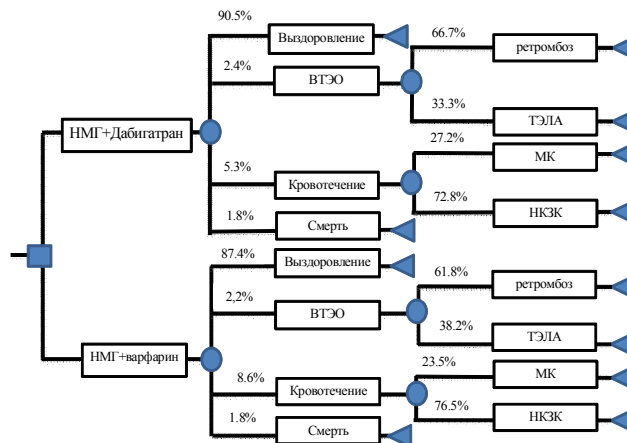 90.5%
Выздоровление
66.7%
ретромбоз
2.4%
ВТЭО
33.3%
ТЭЛА
НМГ+Дабигатран
27.2%
МК
5.3%
Кровотечение
72.8%
НКЗК
1.8%
Смерть
87.4%
Выздоровление
61.8%
ретромбоз
2,2%
ВТЭО
38.2%
ТЭЛА
НМГ+варфарин
23.5%
МК
8.6%
Кровотечение
76.5%
НКЗК
1.8%
Смерть